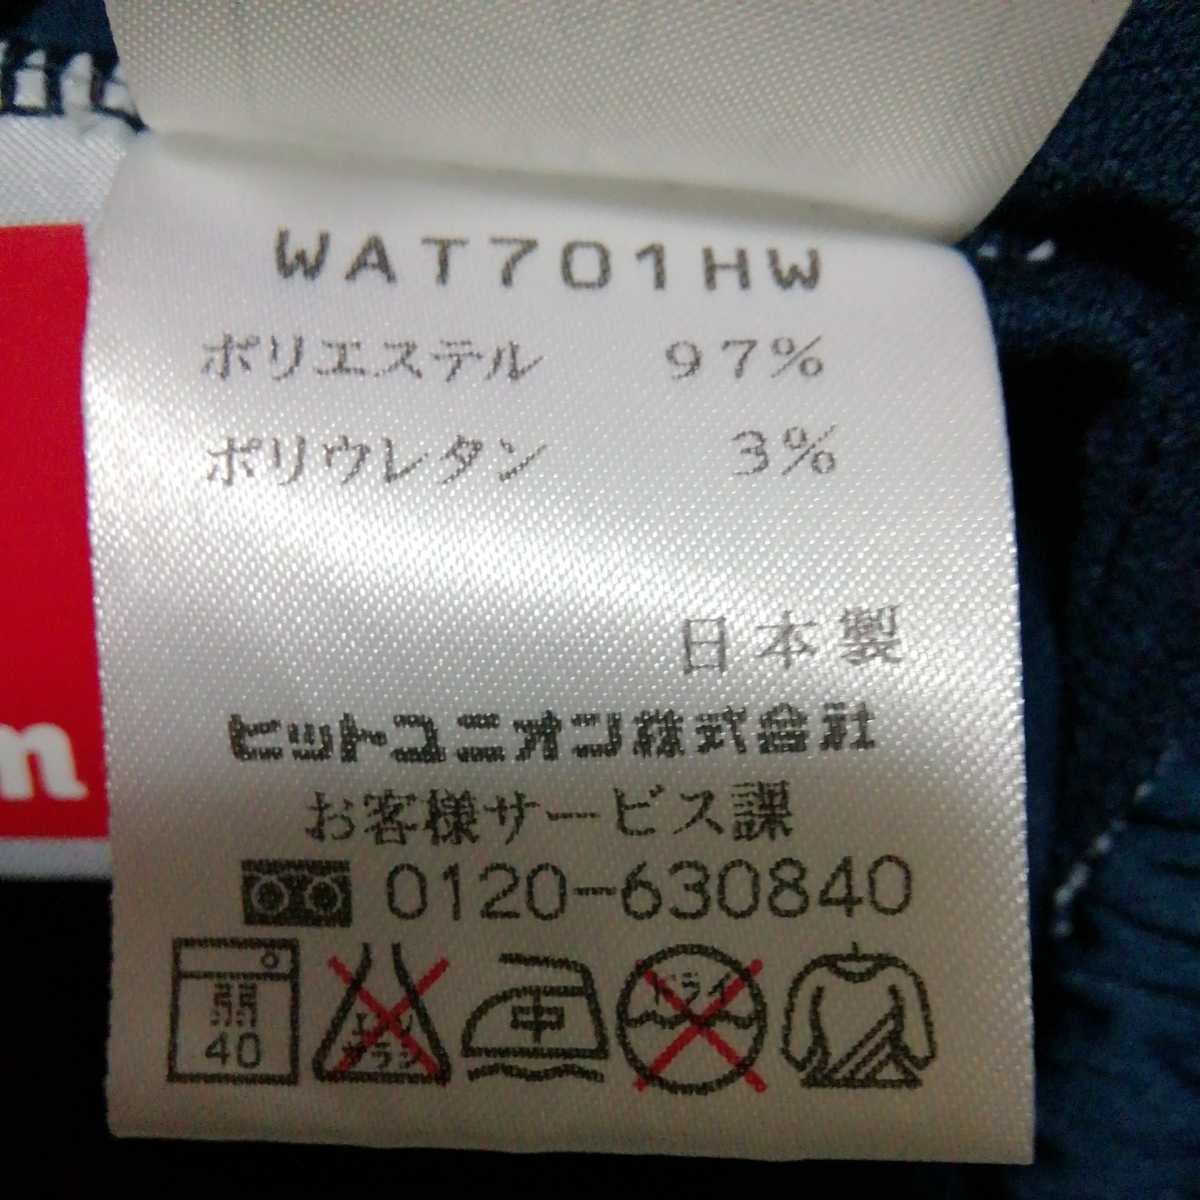 WAT701HW
ポリエステル 97%
ポリウレタン 3%
日本製
ヒットユニオン株式会社
お客様サービス課
0120-630840
弱
40
エンソ
サラシ
中
ドライ
m